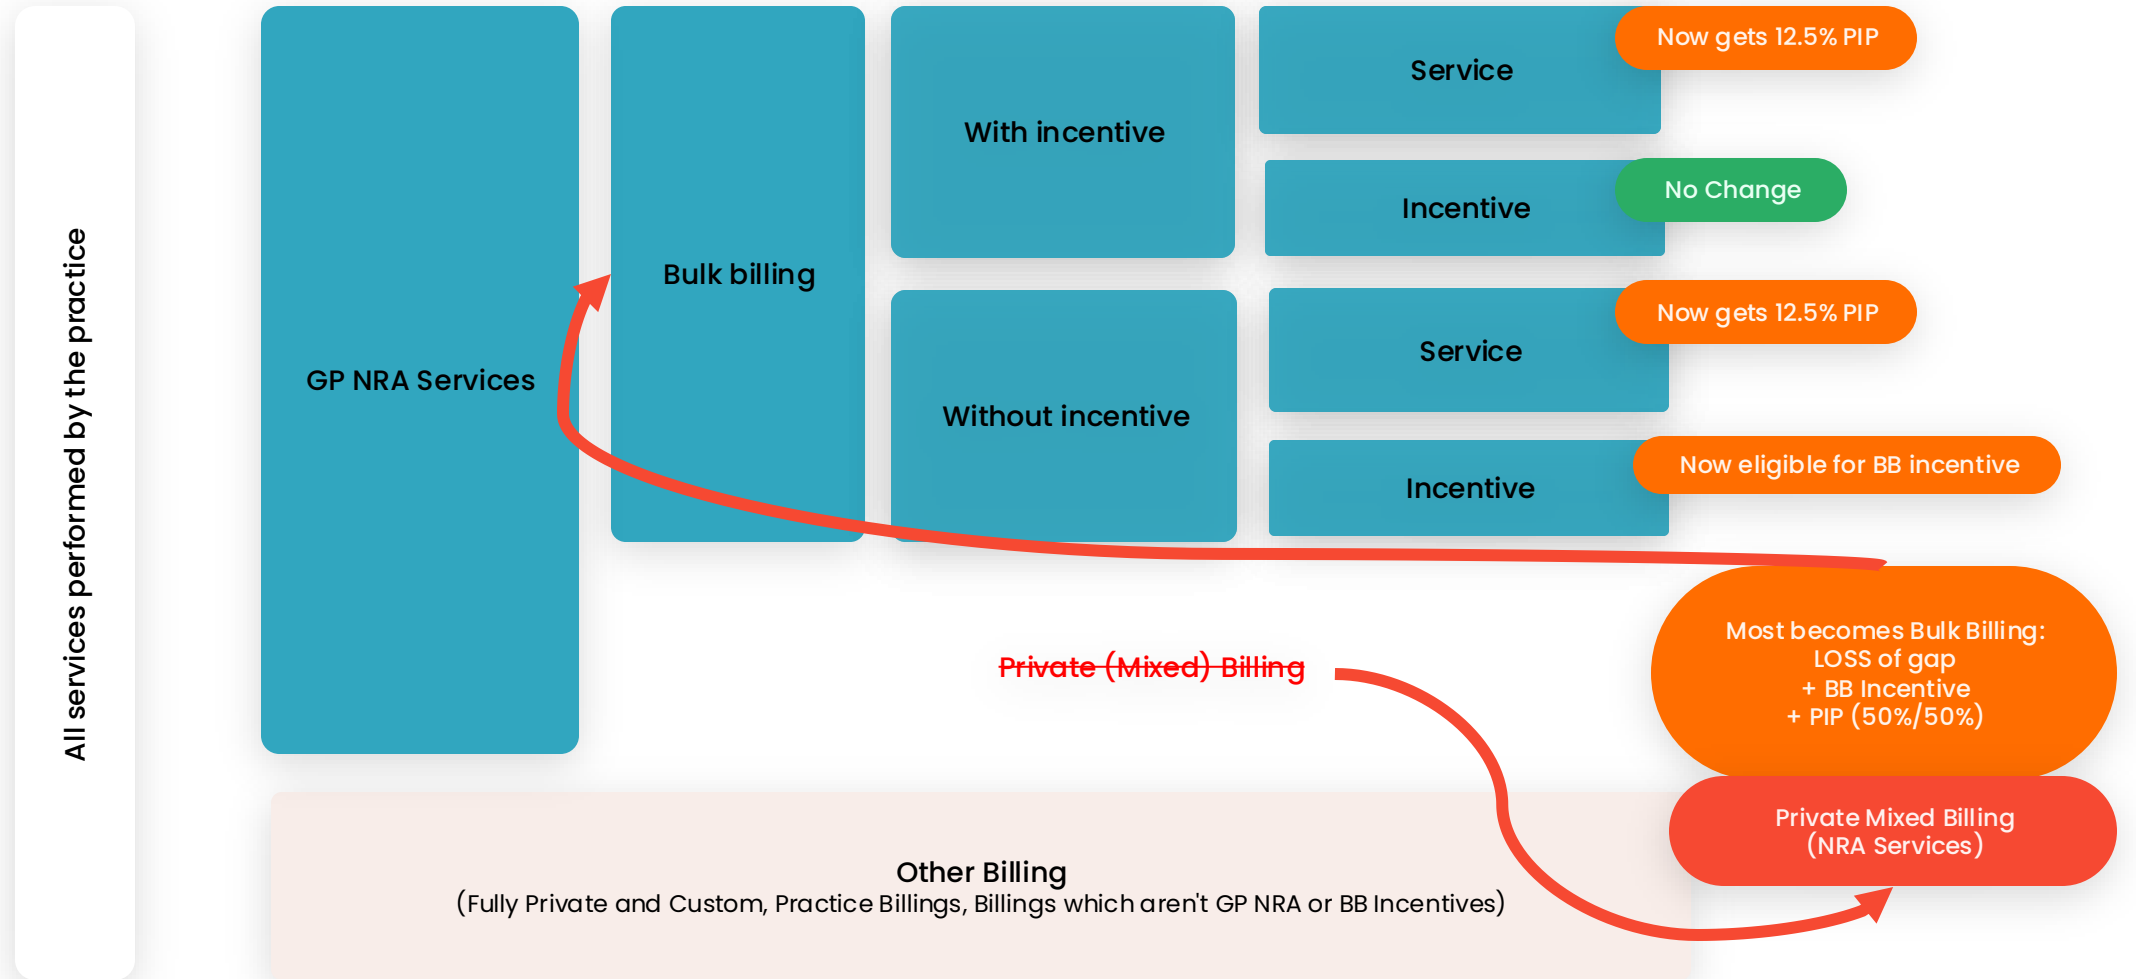 All services performed by the practice
GP NRA Services
Bulk billing
With incentive
Service
Now gets 12.5% PIP
Incentive
No Change
Without incentive
Service
Now gets 12.5% PIP
Incentive
Now eligible for BB incentive
Private (Mixed) Billing
Most becomes Bulk Billing:
LOSS of gap
+ BB Incentive
+ PIP (50%/50%)
Private Mixed Billing
(NRA Services)
Other Billing
(Fully Private and Custom, Practice Billings, Billings which aren't GP NRA or BB Incentives)